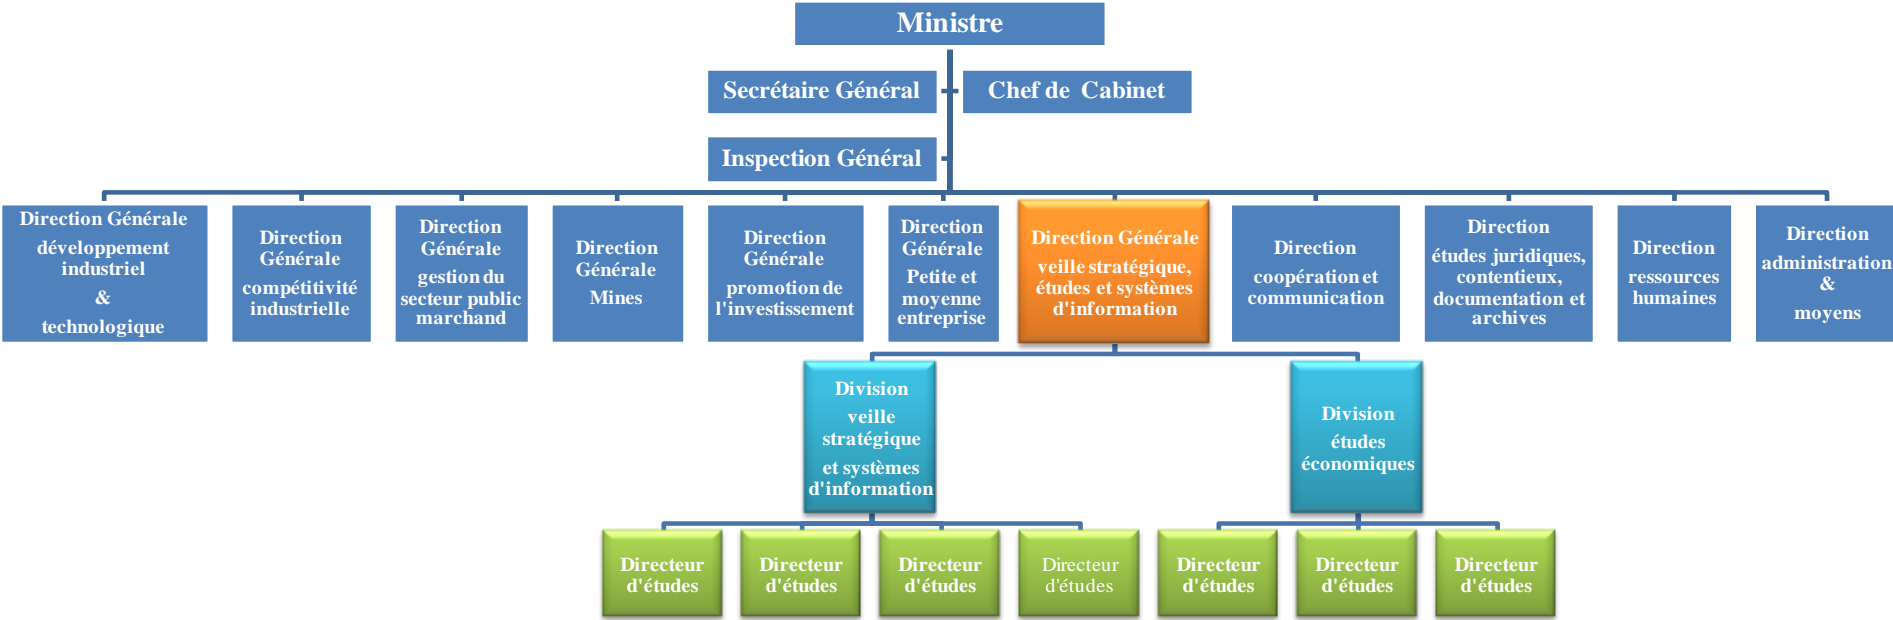 Ministre
Secrétaire Général
Chef de Cabinet
Inspection Général
Direction Générale
développement
industriel
&
technologique
Direction
Générale
compétitivité
industrielle
Direction
Générale
gestion du
secteur public
marchand
Direction
Générale
Mines
Direction
Générale
promotion de
l'investissement
Direction
Générale
Petite et
moyenne
entreprise
Direction Générale
veille stratégique,
études et systèmes
d'information
Direction
coopération et
communication
Direction
études juridiques,
contentieux,
documentation et
archives
Direction
ressources
humaines
Direction
administration
&
moyens
Division
veille
stratégique
et systèmes
d'information
Division
études
économiques
Directeur
d'études
Directeur
d'études
Directeur
d'études
Directeur
d'études
Directeur
d'études
Directeur
d'études
Directeur
d'études